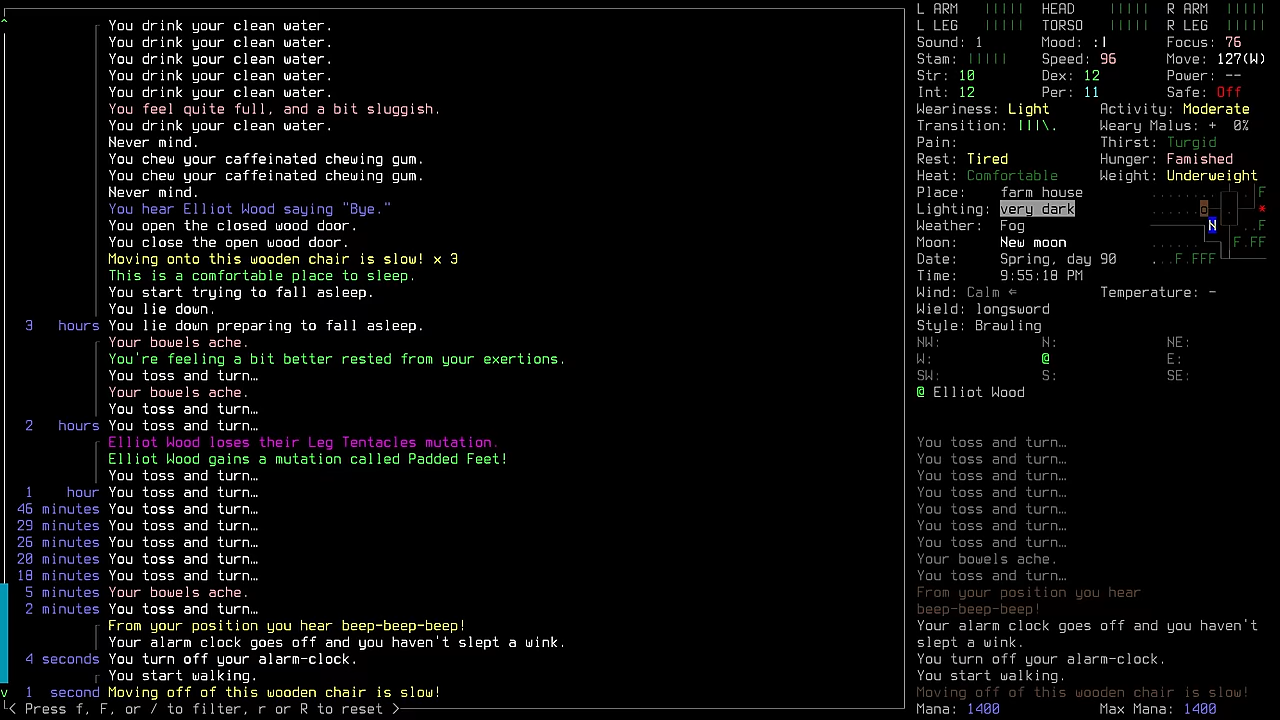 You drink your clean water.
You drink your clean water.
You drink your clean water.
You drink your clean water.
You drink your clean water.
You feel quite full, and a bit sluggish.
You drink your clean water.
Never mind.
You chew your caffeinated chewing gum.
You chew your caffeinated chewing gum.
Never mind.
You hear Elliot Wood saying "Bye."
You open the closed wood door.
You close the open wood door.
Moving onto this wooden chair is slow! x 3
This is a comfortable place to sleep.
You start trying to fall asleep.
You lie down.
3 hours You lie down preparing to fall asleep.
Your bowels ache.
You're feeling a bit better rested from your exertions.
You toss and turn…
Your bowels ache.
You toss and turn…
2 hours You toss and turn…
Elliot Wood loses their Leg Tentacles mutation.
Elliot Wood gains a mutation called Padded Feet!
You toss and turn…
1 hour You toss and turn…
46 minutes You toss and turn…
29 minutes You toss and turn…
26 minutes You toss and turn…
20 minutes You toss and turn…
18 minutes You toss and turn…
5 minutes Your bowels ache.
2 minutes You toss and turn…
From your position you hear beep-beep-beep!
Your alarm clock goes off and you haven't slept a wink.
4 seconds You turn off your alarm-clock.
You start walking.
1 second Moving off of this wooden chair is slow!
< Press f, F, or / to filter, r or R to reset >
L ARM ||||| HEAD ||||| R ARM |||||
L LEG ||||| TORSO ||||| R LEG |||||
Sound: 1 Mood: :| Focus: 76
Stam: ||||| Speed: 96 Move: 127(W)
Str: 10 Dex: 12 Power: --
Int: 12 Per: 11 Safe: Off
Weariness: Light Activity: Moderate
Transition: |||\. Weary Malus: + 0%
Pain: Thirst: Turgid
Rest: Tired Hunger: Famished
Heat: Comfortable Weight: Underweight
Place: farm house
Lighting: very dark
Weather: Fog
Moon: New moon
Date: Spring, day 90
Time: 9:55:18 PM
Wind: Calm ⇐ Temperature: -
Wield: longsword
Style: Brawling
NW: N: NE:
W: @ E:
SW: S: SE:
@ Elliot Wood
You toss and turn…
You toss and turn…
You toss and turn…
You toss and turn…
You toss and turn…
You toss and turn…
You toss and turn…
Your bowels ache.
You toss and turn…
From your position you hear
beep-beep-beep!
Your alarm clock goes off and you haven't
slept a wink.
You turn off your alarm-clock.
You start walking.
Moving off of this wooden chair is slow!
Mana: 1400 Max Mana: 1400